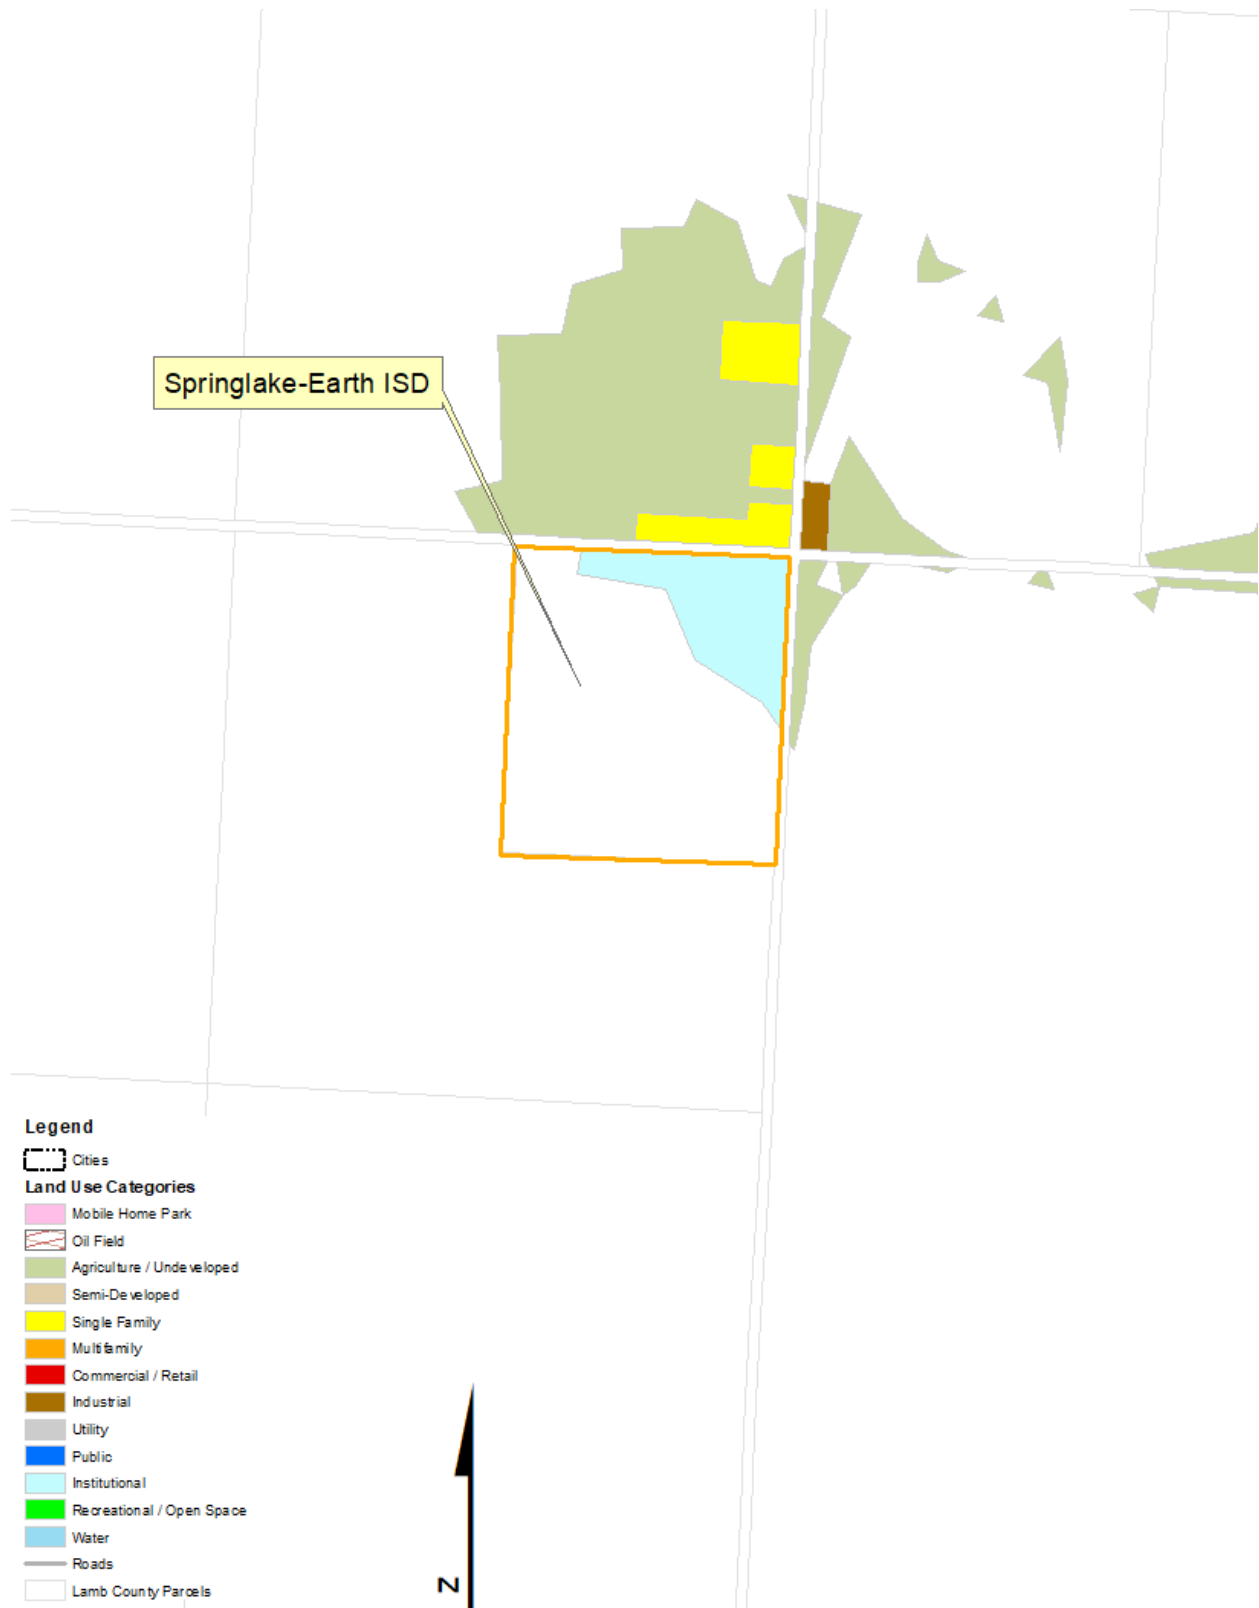 Springlake-Earth ISD
Legend
Cities
Land Use Categories
Mobile Home Park
Oil Field
Agriculture / Undeveloped
Semi-Developed
Single Family
Multifamily
Commercial / Retail
Industrial
Utility
Public
Institutional
Recreational / Open Space
Water
Roads
Lamb County Parcels
N